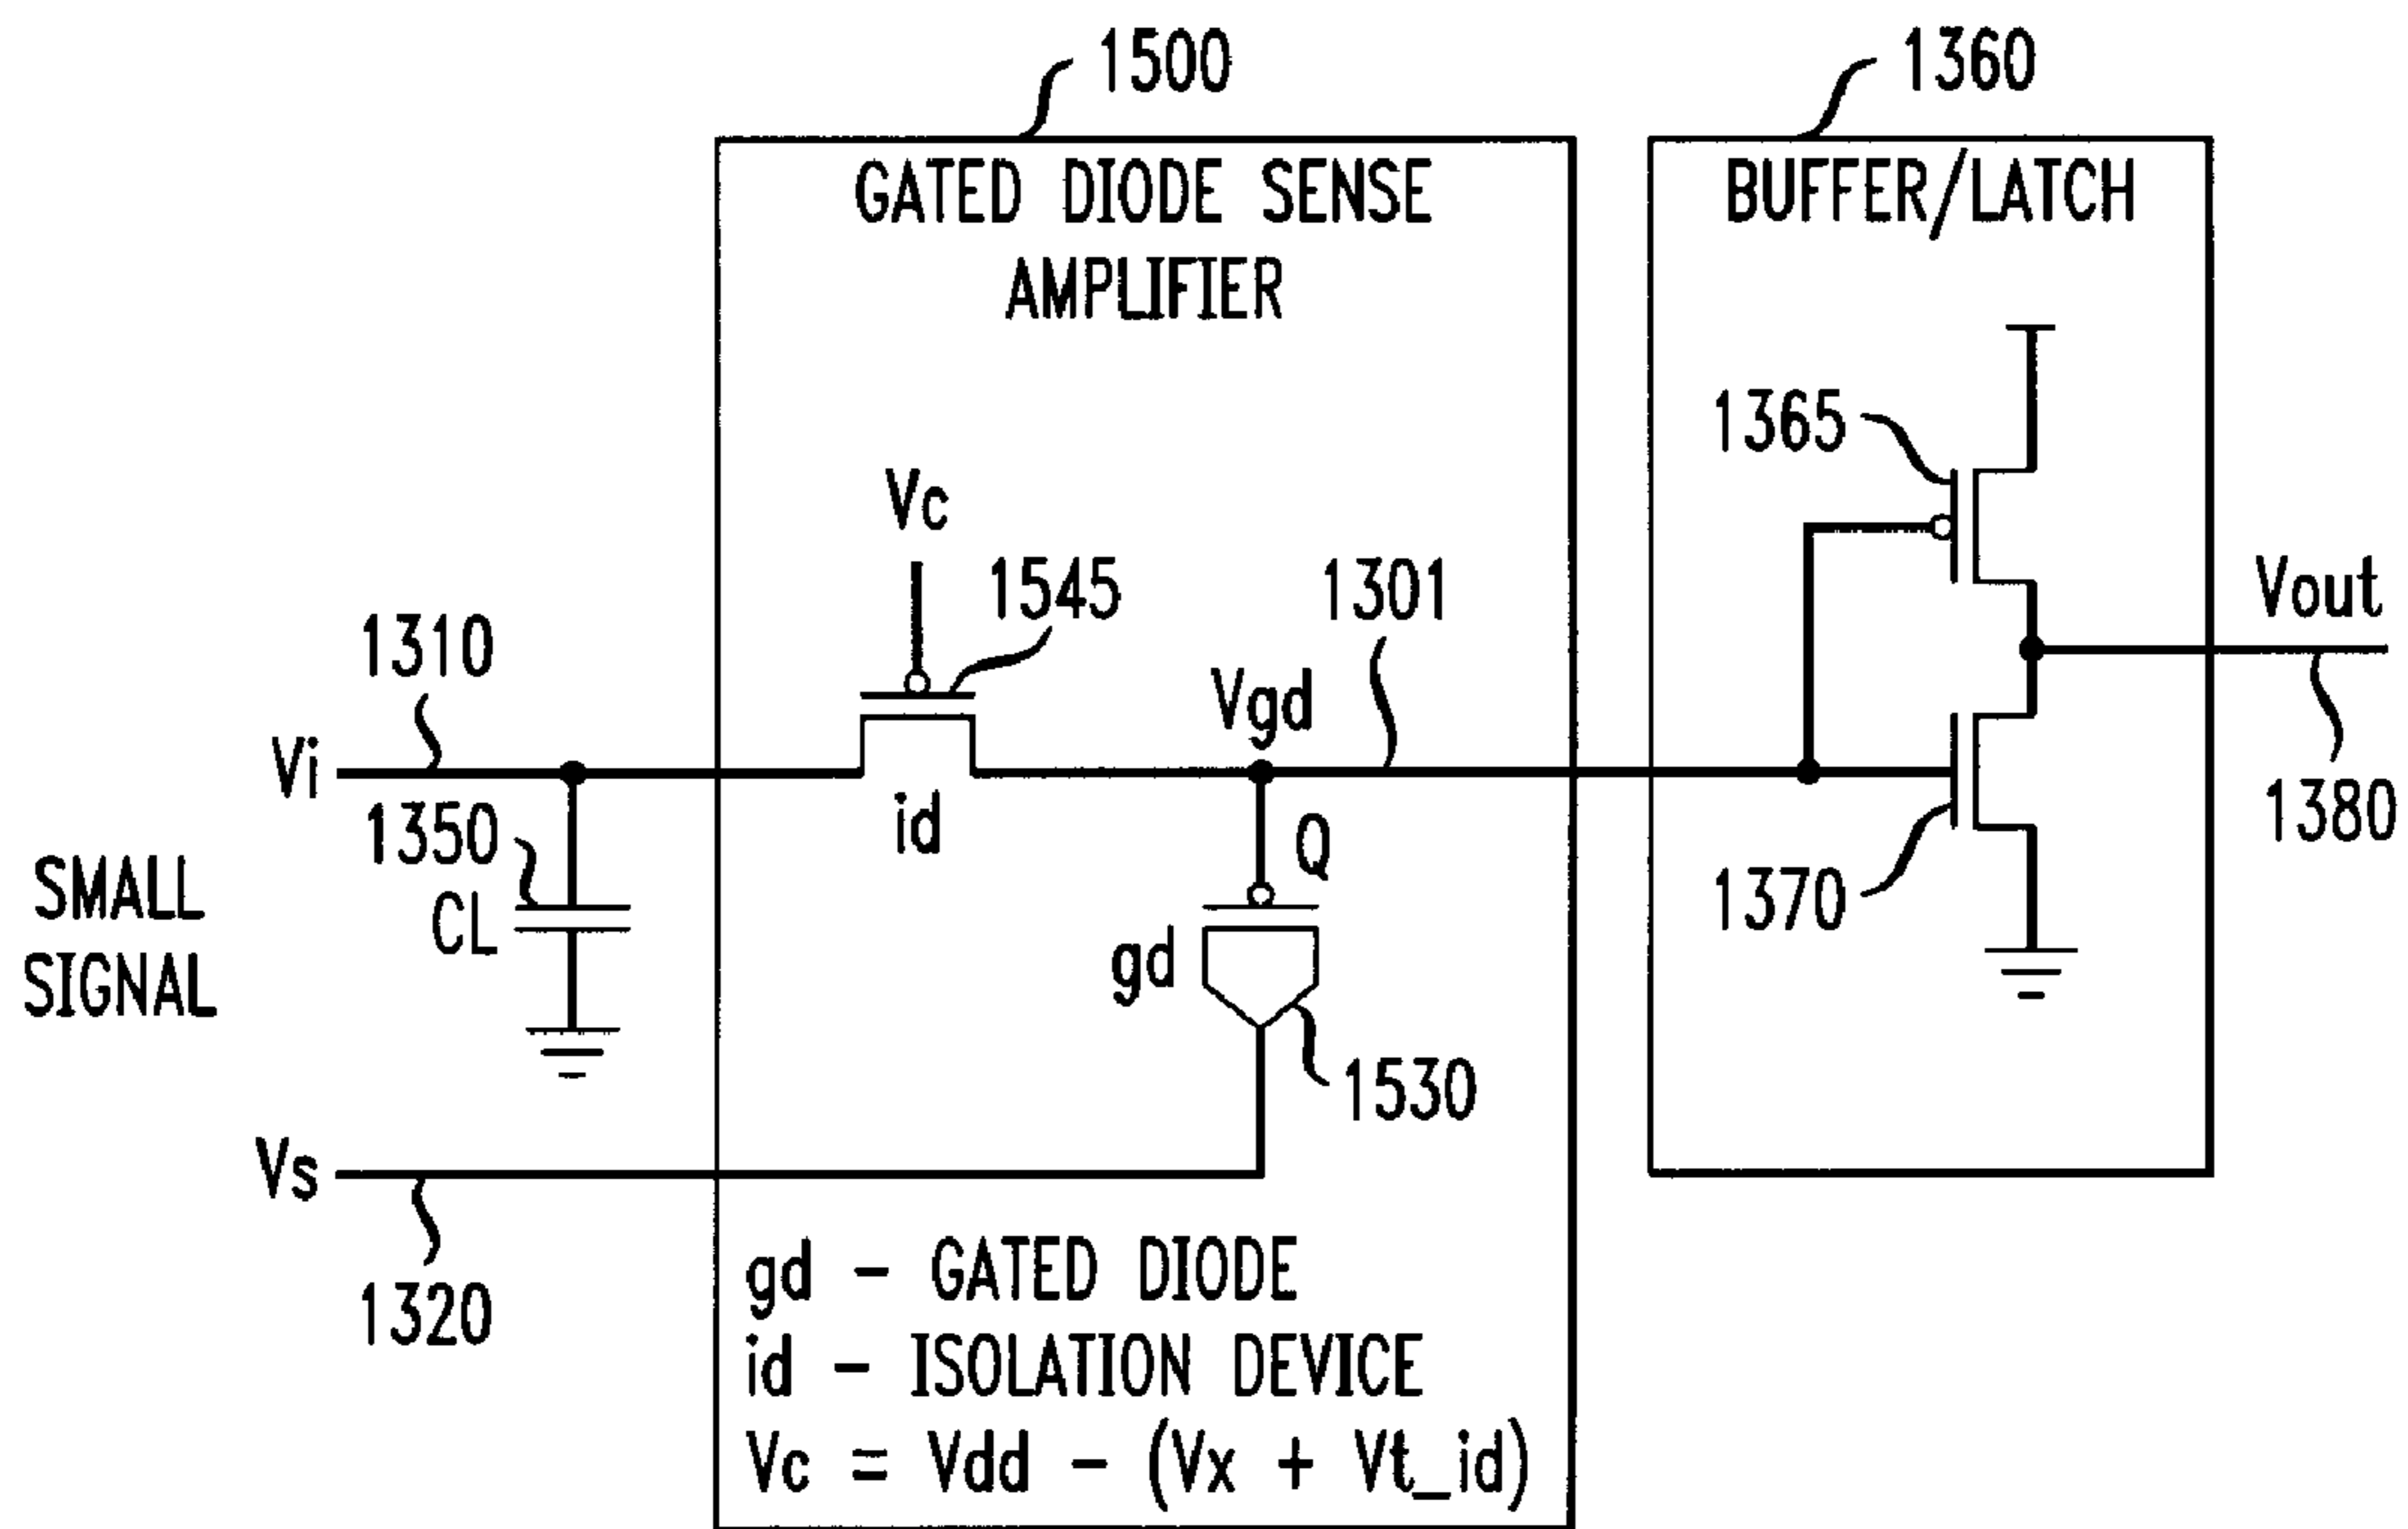 1500
1360
GATED DIODE SENSE
AMPLIFIER
BUFFER/LATCH
1365
Vc
1545
1301
Vout
1310
Vgd
Vi
1350
id
Q
1380
SMALL
SIGNAL
CL
gd
1370
1530
Vs
1320
gd - GATED DIODE
id - ISOLATION DEVICE
Vc = Vdd - (Vx + Vt_id)